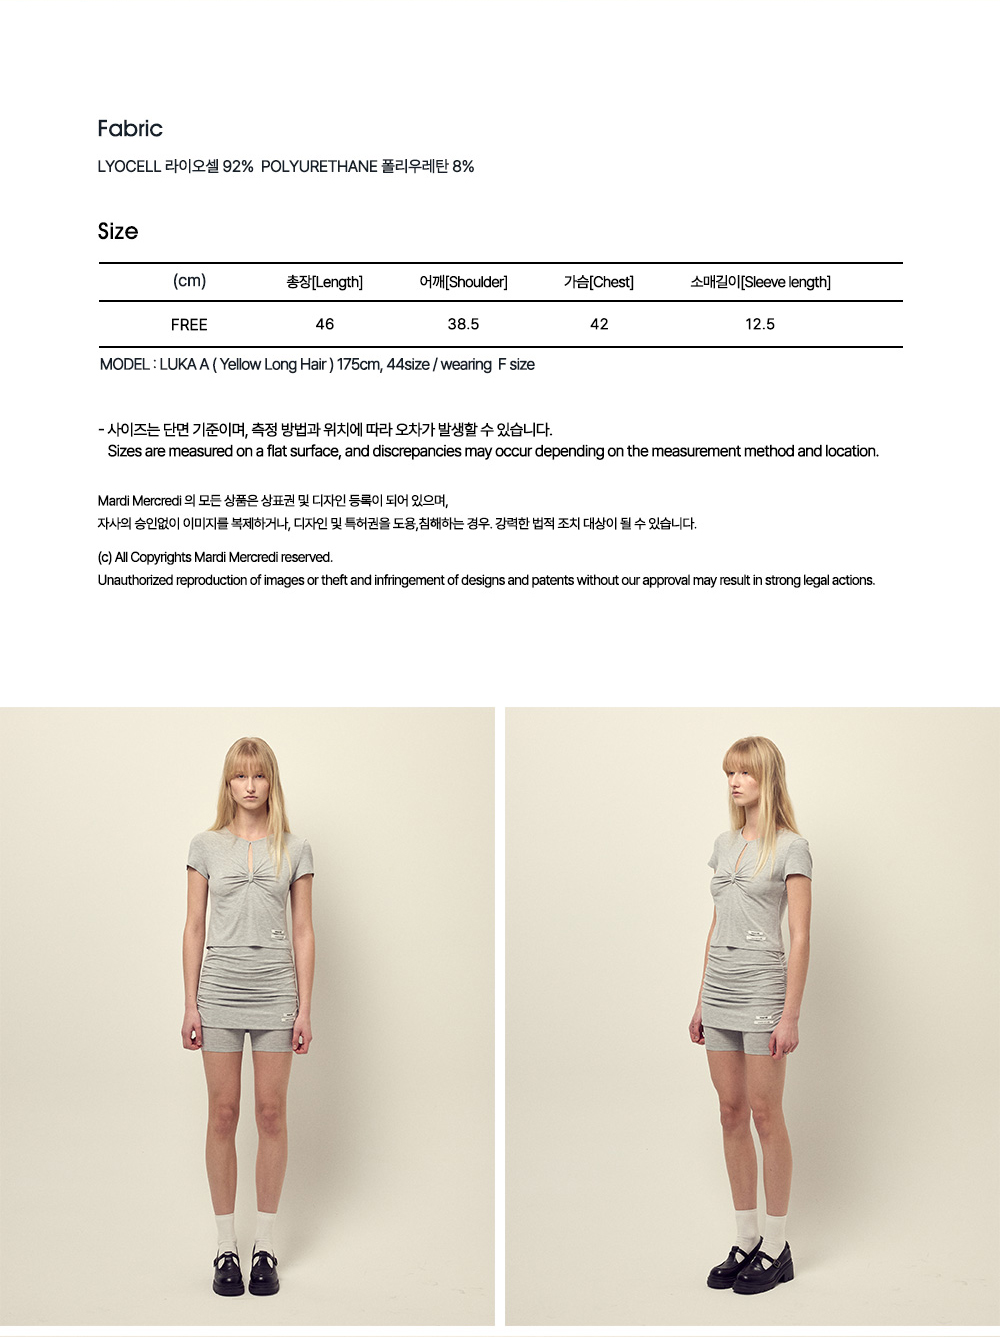 Fabric
LYOCELL 라이오셀 92% POLYURETHANE 폴리우레탄 8%
Size
(cm) 총장[Length] 어깨[Shoulder] 가슴[Chest] 소매길이[Sleeve length]
FREE 46 38.5 42 12.5
MODEL : LUKA A ( Yellow Long Hair ) 175cm, 44size / wearing F size
- 사이즈는 단면 기준이며, 측정 방법과 위치에 따라 오차가 발생할 수 있습니다.
Sizes are measured on a flat surface, and discrepancies may occur depending on the measurement method and location.
Mardi Mercredi 의 모든 상품은 상표권 및 디자인 등록이 되어 있으며,
자사의 승인없이 이미지를 복제하거나, 디자인 및 특허권을 도용,침해하는 경우. 강력한 법적 조치 대상이 될 수 있습니다.
(c) All Copyrights Mardi Mercredi reserved.
Unauthorized reproduction of images or theft and infringement of designs and patents without our approval may result in strong legal actions.